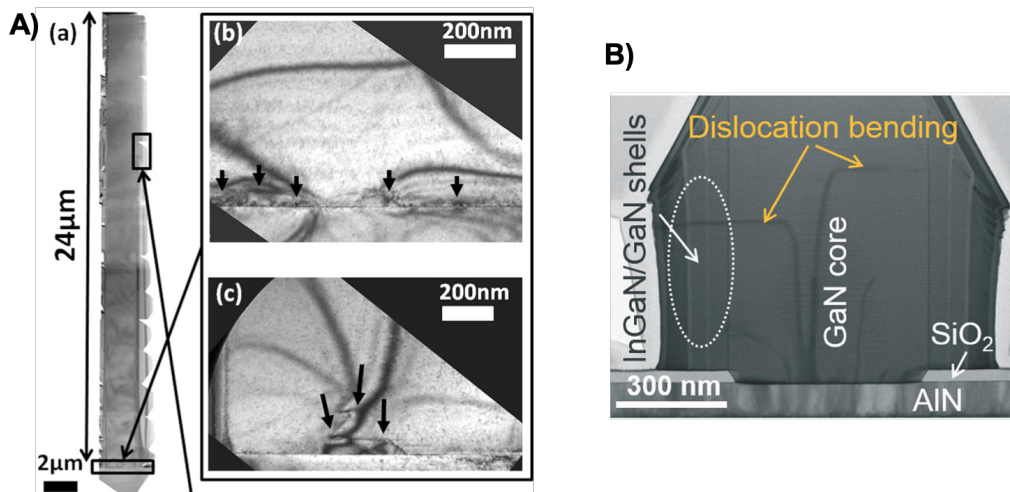 A)
(a)
24µm
2µm
(b)
200nm
(c)
200nm
B)
Dislocation bending
InGaN/GaN shells
GaN core
SiO₂
AlN
300 nm